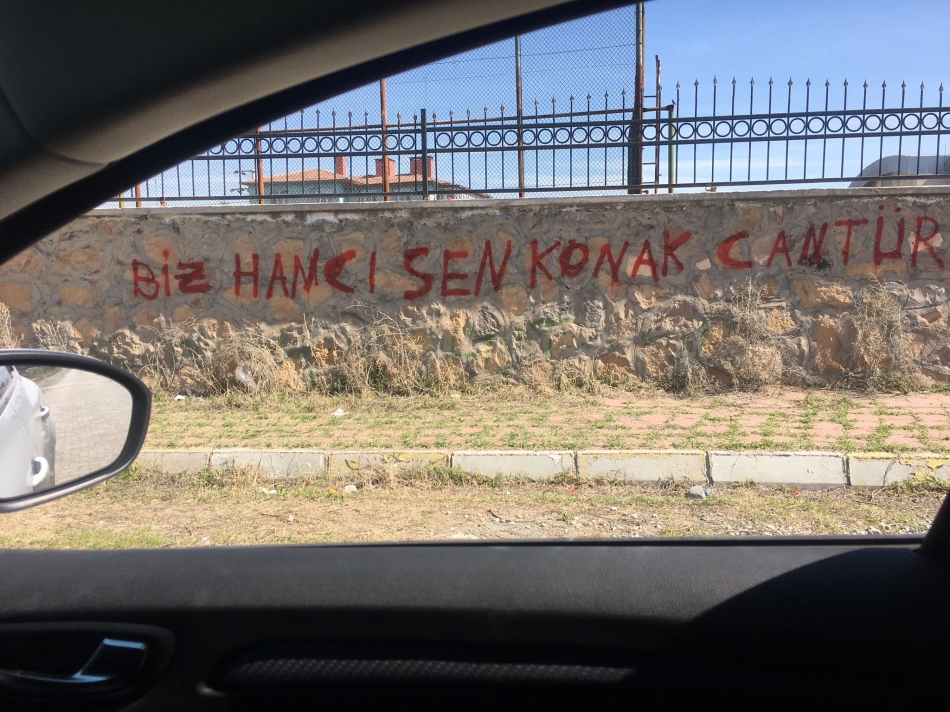 BİZ HANCI SEN KONAK CANTÜR